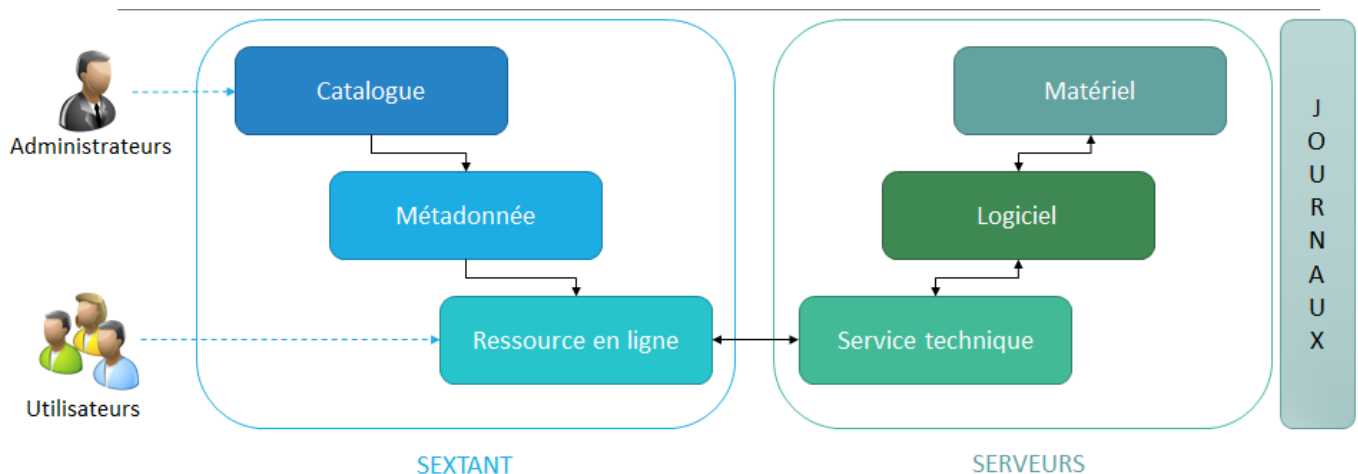 Catalogue
Matériel
Administrateurs
Métadonnée
Logiciel
Ressource en ligne
Service technique
Utilisateurs
SEXTANT
SERVEURS
J
O
U
R
N
A
U
X